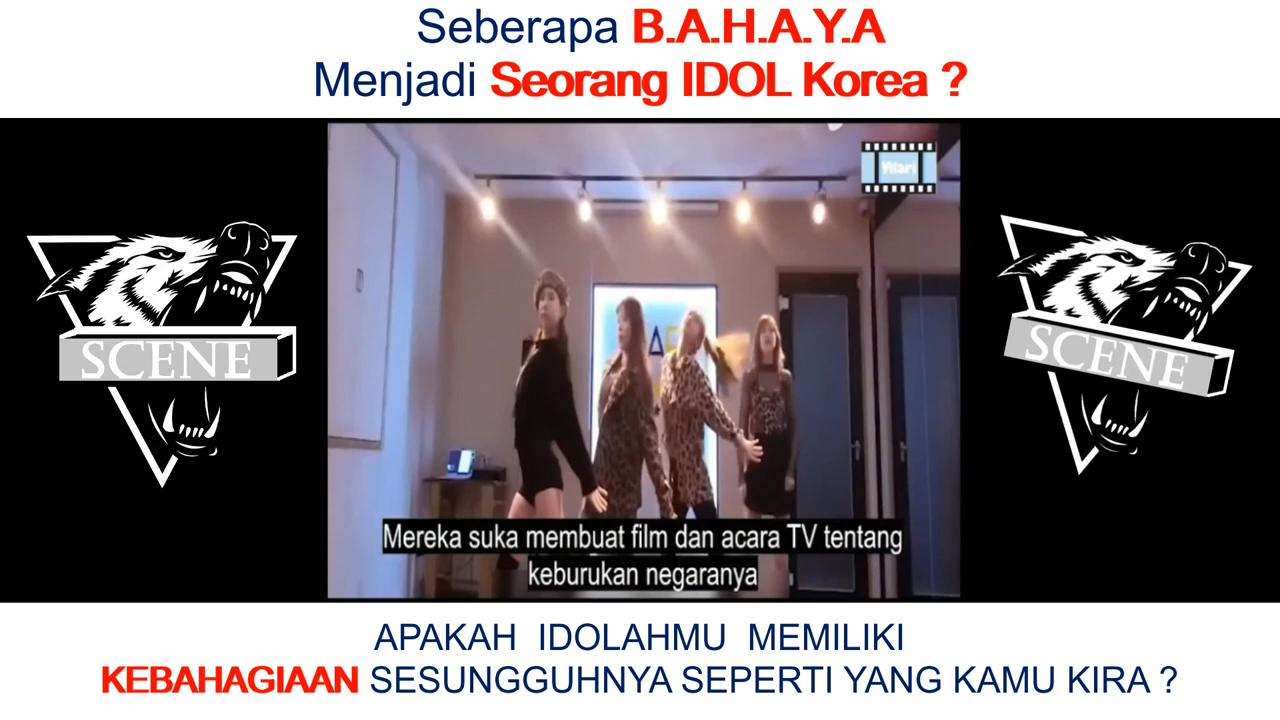 Seberapa B.A.H.A.Y.A
Menjadi Seorang IDOL Korea ?
Yilari
SCENE
SCENE
Mereka suka membuat film dan acara TV tentang
keburukan negaranya
APAKAH IDOLAHMU MEMILIKI
KEBAHAGIAAN SESUNGGUHNYA SEPERTI YANG KAMU KIRA ?